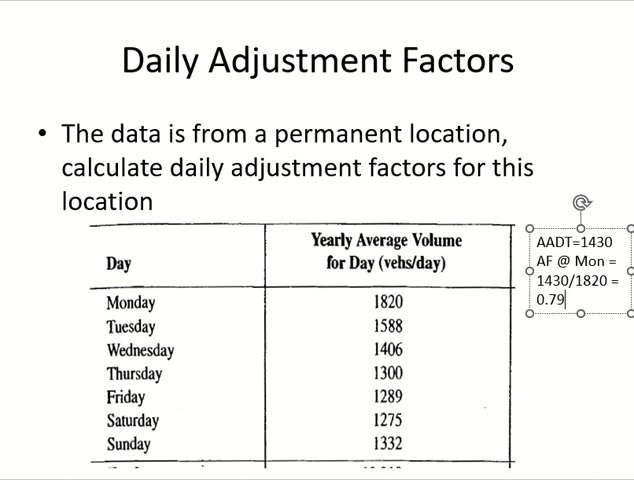 Daily Adjustment Factors
• The data is from a permanent location,
calculate daily adjustment factors for this
location
Yearly Average Volume
Day for Day (vehs/day)
Monday 1820
Tuesday 1588
Wednesday 1406
Thursday 1300
Friday 1289
Saturday 1275
Sunday 1332
AADT=1430
AF @ Mon =
1430/1820 =
0.79